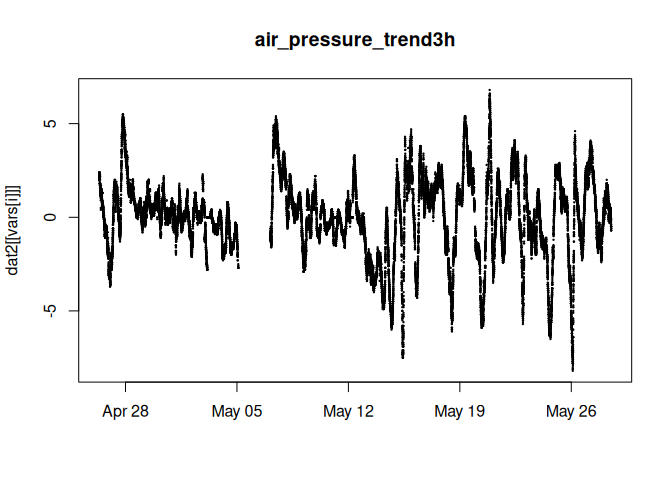 air_pressure_trend3h
dat2[[vars[i]]]
5
0
-5
Apr 28
May 05
May 12
May 19
May 26